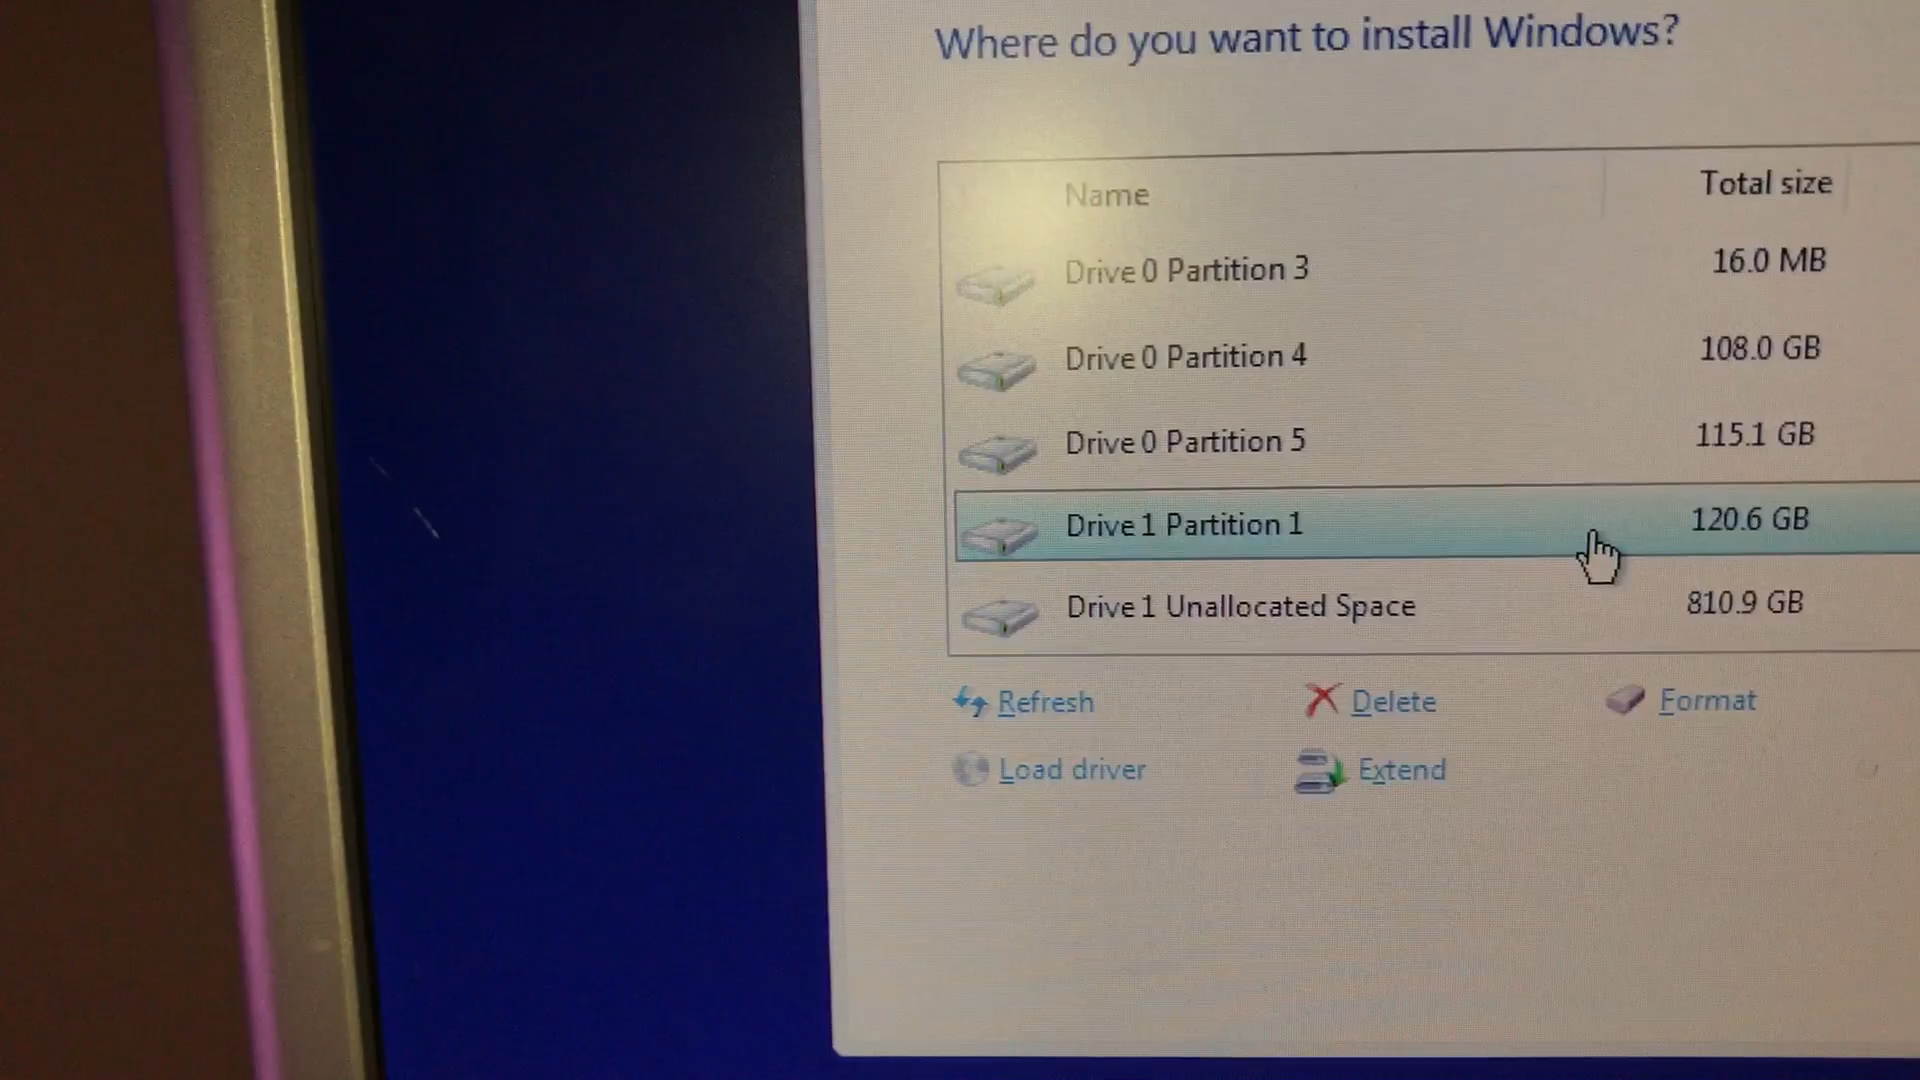 Where do you want to install Windows?
Name Total size
Drive 0 Partition 3 16.0 MB
Drive 0 Partition 4 108.0 GB
Drive 0 Partition 5 115.1 GB
Drive 1 Partition 1 120.6 GB
Drive 1 Unallocated Space 810.9 GB
Refresh Delete Format
Load driver Extend